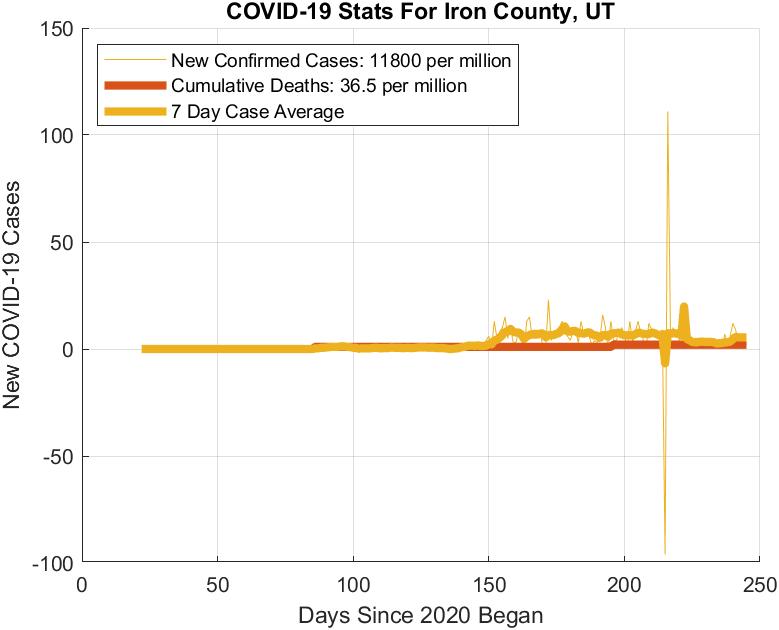 COVID-19 Stats For Iron County, UT
150
New Confirmed Cases: 11800 per million
Cumulative Deaths: 36.5 per million
7 Day Case Average
100
50
0
-50
-100
New COVID-19 Cases
0 50 100 150 200 250
Days Since 2020 Began